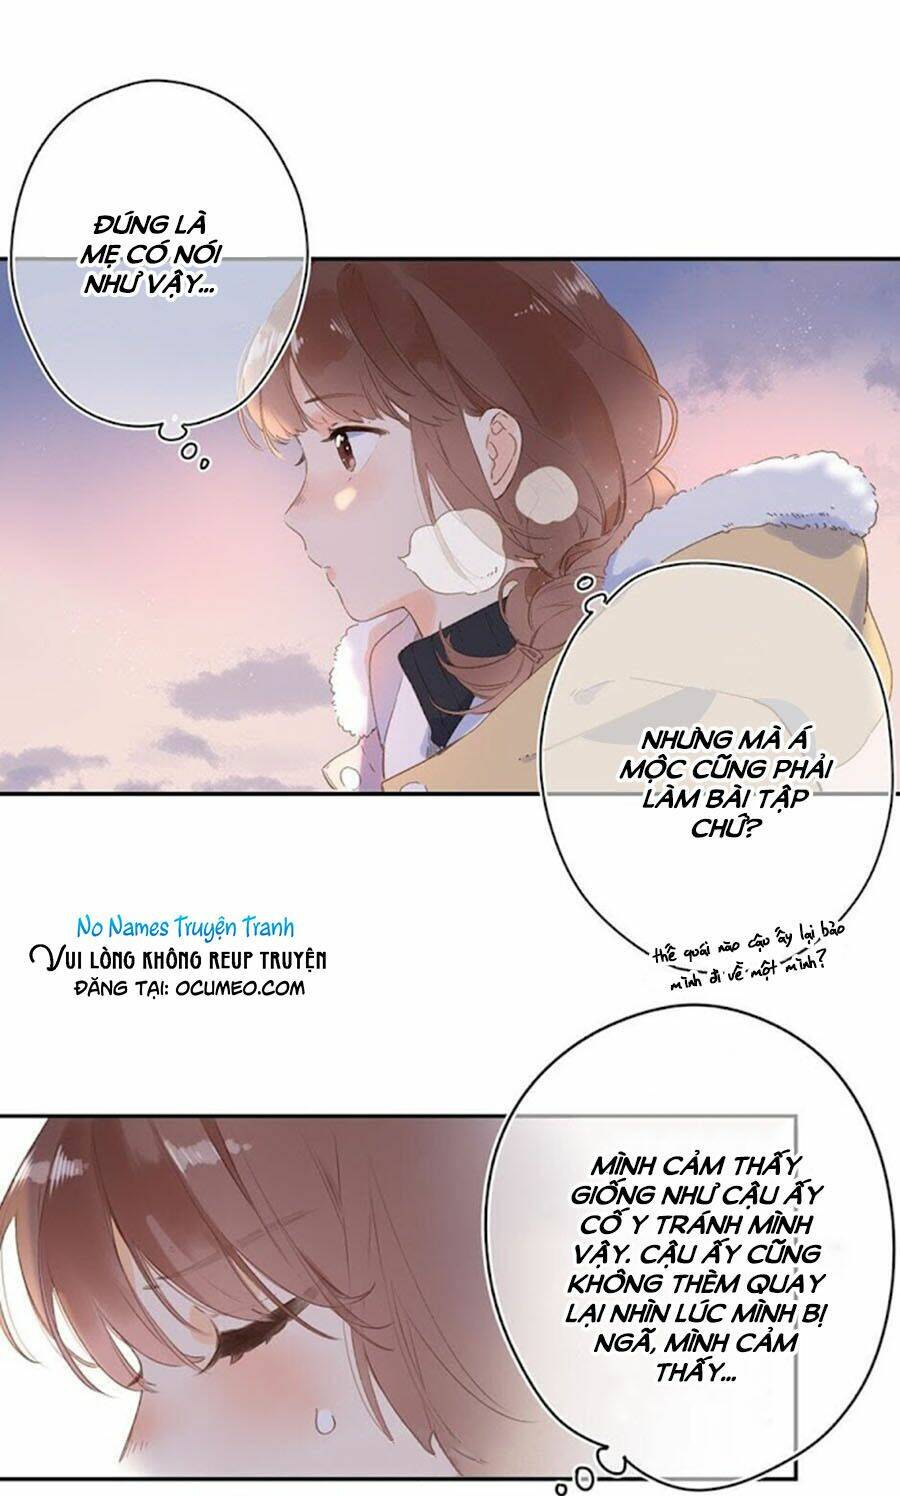 ĐÚNG LÀ
MẸ CÓ NÓI
NHƯ VẬY...
NHƯNG MÀ Á
MỘC CŨNG PHẢI
LÀM BÀI TẬP
CHỨ?
thế quái nào cậu ấy lại bảo
mình đi về một mình?
No Names Truyện Tranh
VUI LÒNG KHÔNG REUP TRUYỆN
ĐĂNG TẠI: OCUMEO.COM
MÌNH CẢM THẤY
GIỐNG NHƯ CẬU ẤY
CỐ Y TRÁNH MÌNH
VẬY. CẬU ẤY CŨNG
KHÔNG THÈM QUAY
LẠI NHÌN LÚC MÌNH BỊ
NGÃ, MÌNH CẢM
THẤY...